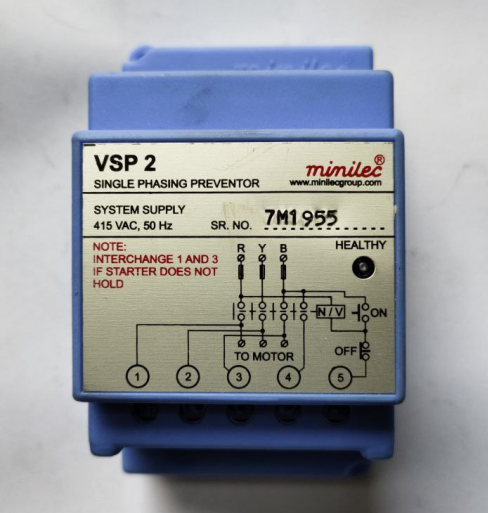 minilec
VSP 2
minilec®
SINGLE PHASING PREVENTOR
www.minilecgroup.com
SYSTEM SUPPLY
415 VAC, 50 Hz
SR. NO. 7M1955
NOTE:
INTERCHANGE 1 AND 3
IF STARTER DOES NOT
HOLD
R Y B
HEALTHY
N/V
ON
OFF
TO MOTOR
1 2 3 4 5